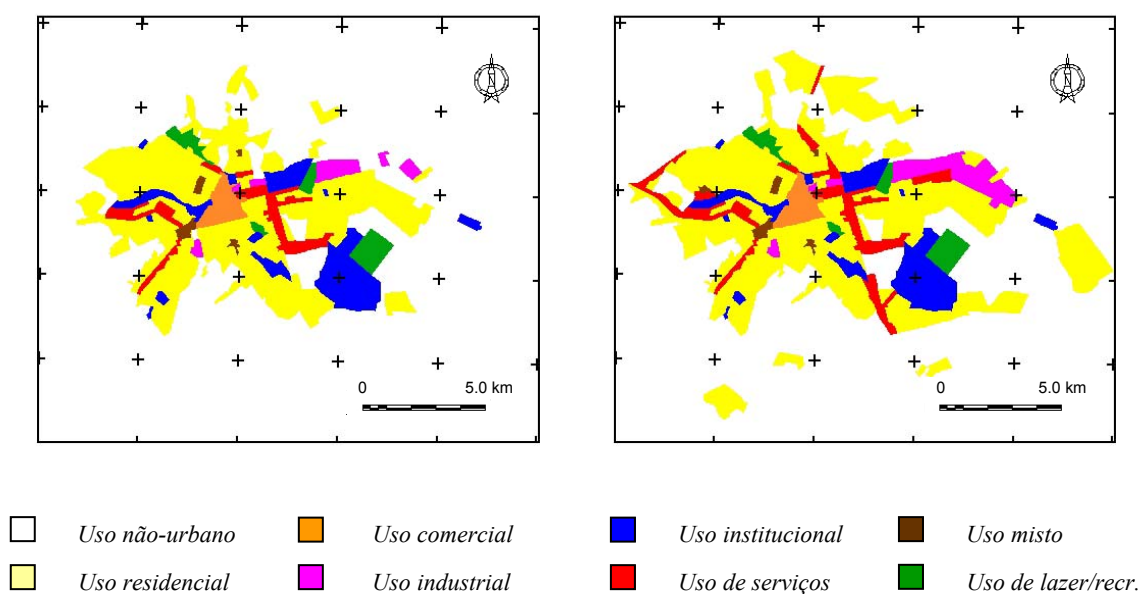 N
N
0 5.0 km
0 5.0 km
Uso não-urbano Uso comercial Uso institucional Uso misto
Uso residencial Uso industrial Uso de serviços Uso de lazer/recr.